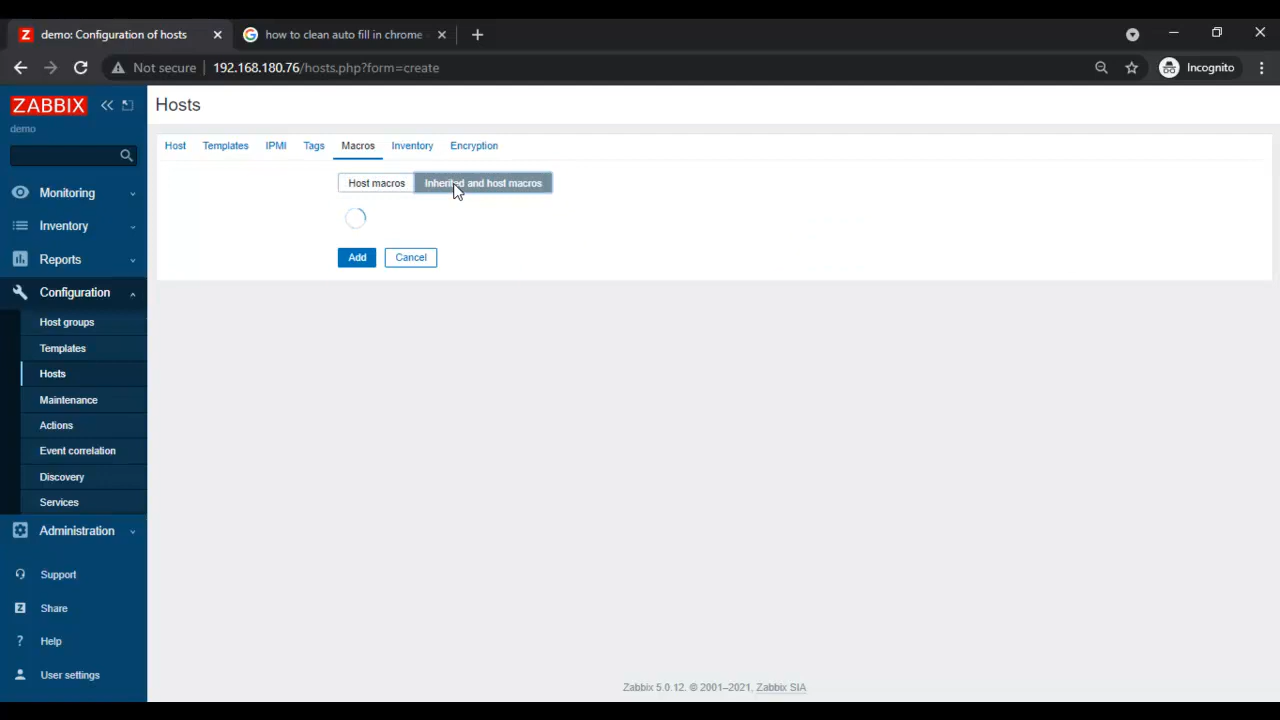 demo: Configuration of hosts
how to clean auto fill in chrome
Not secure
192.168.180.76/hosts.php?form=create
Incognito
ZABBIX
demo
Monitoring
Inventory
Reports
Configuration
Host groups
Templates
Hosts
Maintenance
Actions
Event correlation
Discovery
Services
Administration
Support
Share
Help
User settings
Hosts
Host Templates IPMI Tags Macros Inventory Encryption
Host macros Inherited and host macros
Add Cancel
Zabbix 5.0.12. © 2001–2021, Zabbix SIA